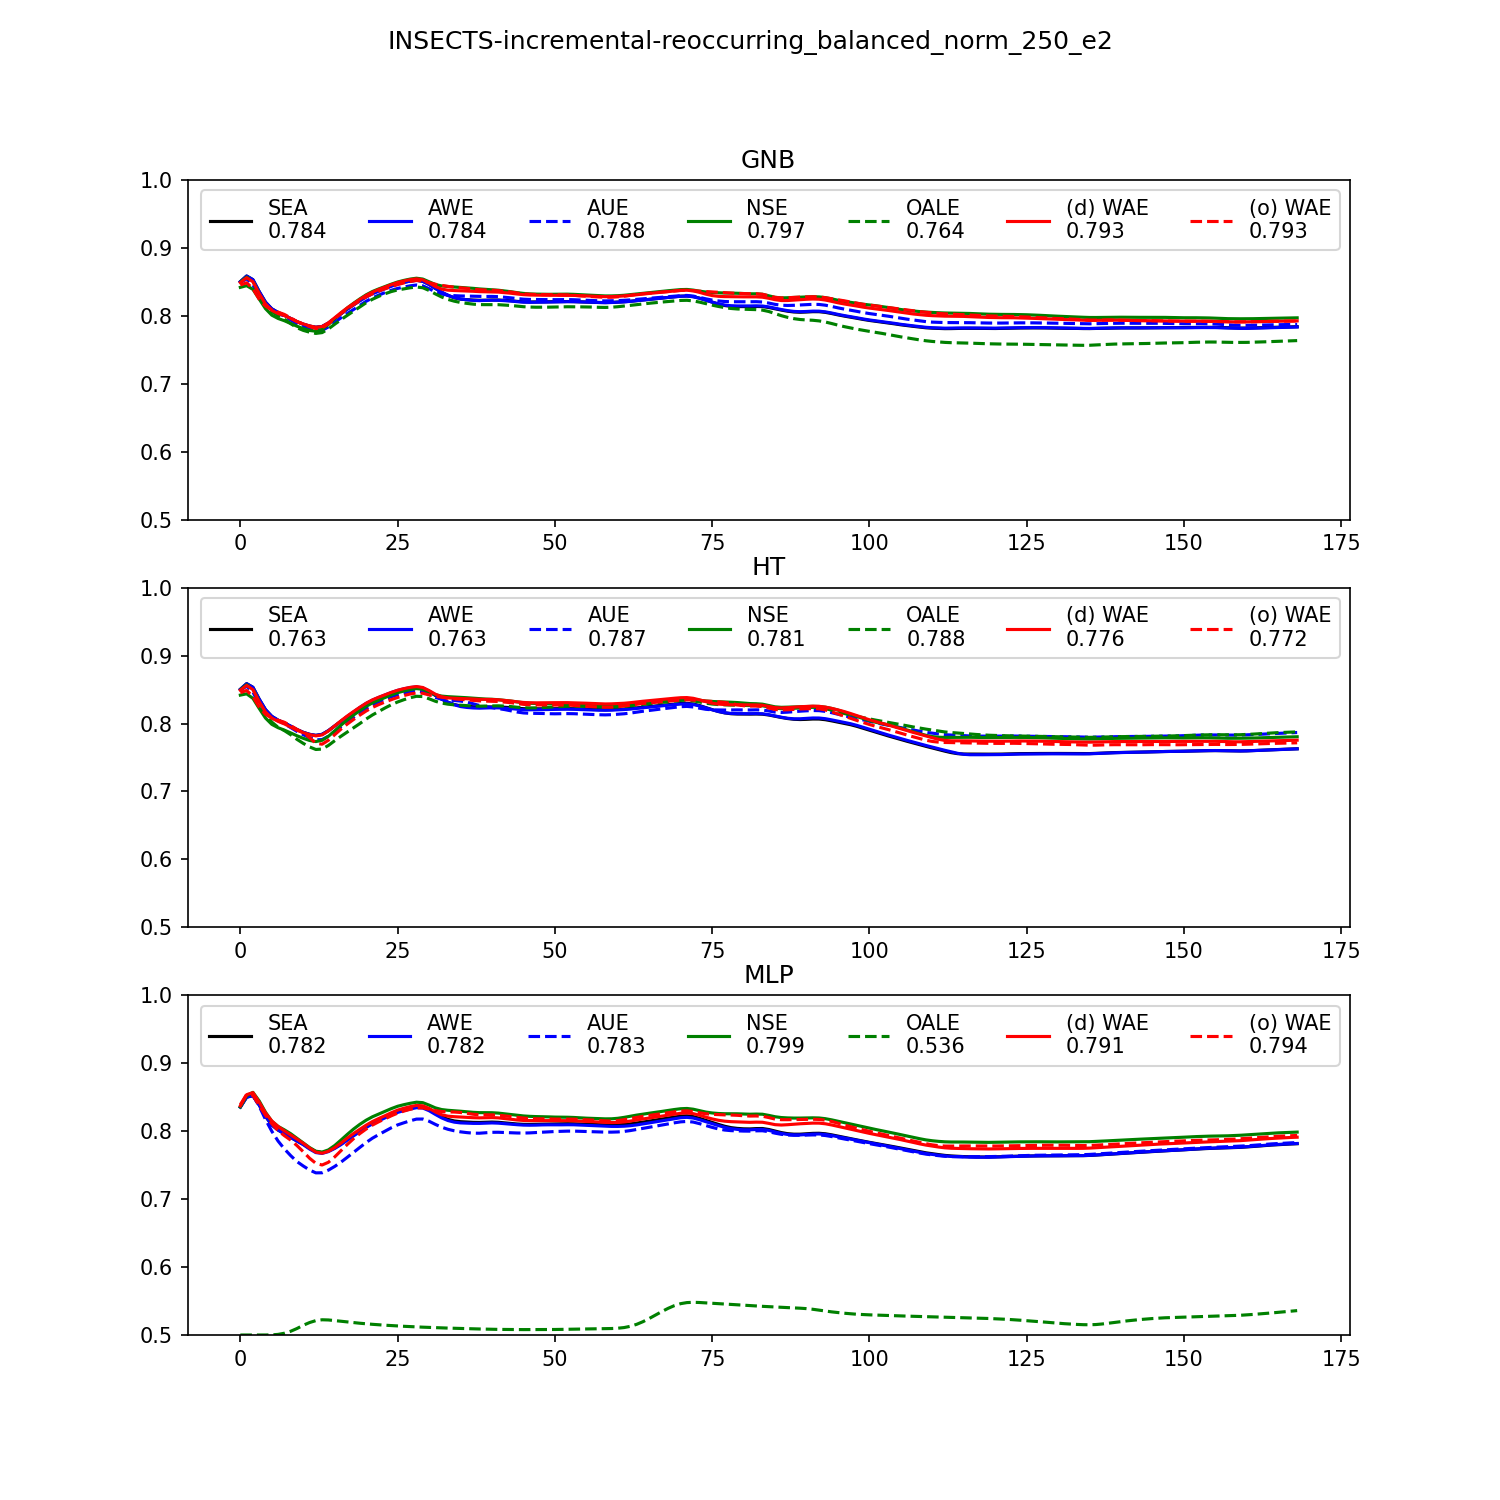 INSECTS-incremental-reoccurring_balanced_norm_250_e2
GNB
1.0
0.9
0.8
0.7
0.6
0.5
SEA AWE AUE NSE OALE (d) WAE (o) WAE
0.784 0.784 0.788 0.797 0.764 0.793 0.793
0 25 50 75 100 125 150 175
HT
1.0
0.9
0.8
0.7
0.6
0.5
SEA AWE AUE NSE OALE (d) WAE (o) WAE
0.763 0.763 0.787 0.781 0.788 0.776 0.772
0 25 50 75 100 125 150 175
MLP
1.0
0.9
0.8
0.7
0.6
0.5
SEA AWE AUE NSE OALE (d) WAE (o) WAE
0.782 0.782 0.783 0.799 0.536 0.791 0.794
0 25 50 75 100 125 150 175